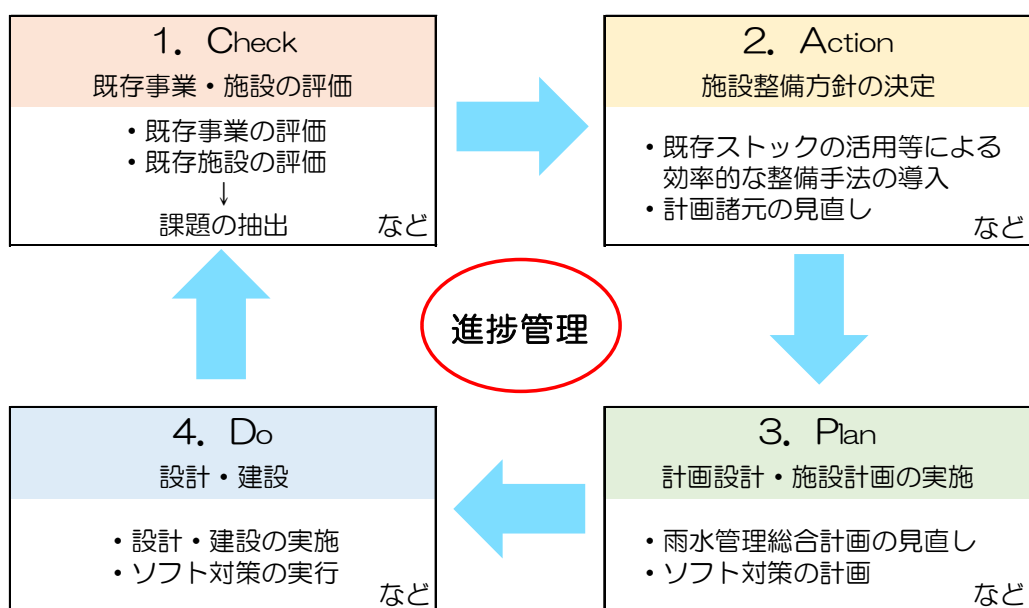 1. Check
既存事業・施設の評価
・既存事業の評価
・既存施設の評価
↓
課題の抽出
など
2. Action
施設整備方針の決定
・既存ストックの活用等による
効率的な整備手法の導入
・計画諸元の見直し
など
進捗管理
4. Do
設計・建設
・設計・建設の実施
・ソフト対策の実行
など
3. Plan
計画設計・施設計画の実施
・雨水管理総合計画の見直し
・ソフト対策の計画
など